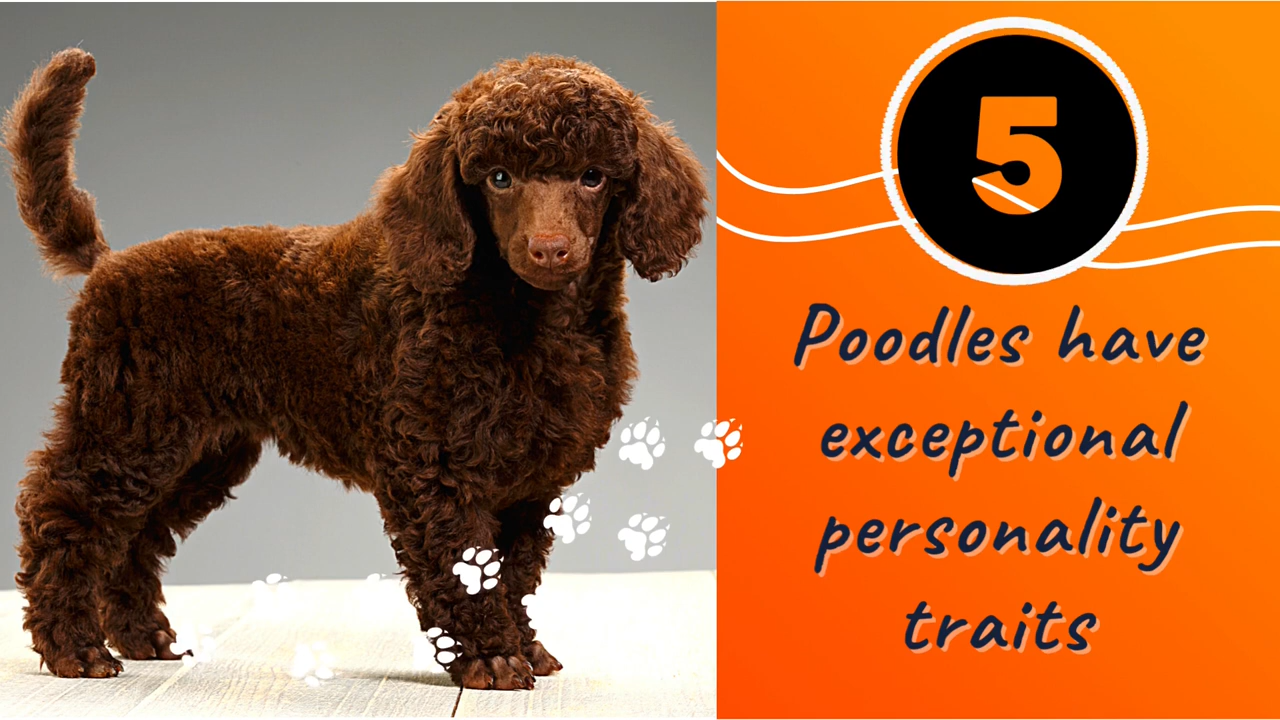 5
Poodles have
exceptional
personality
traits